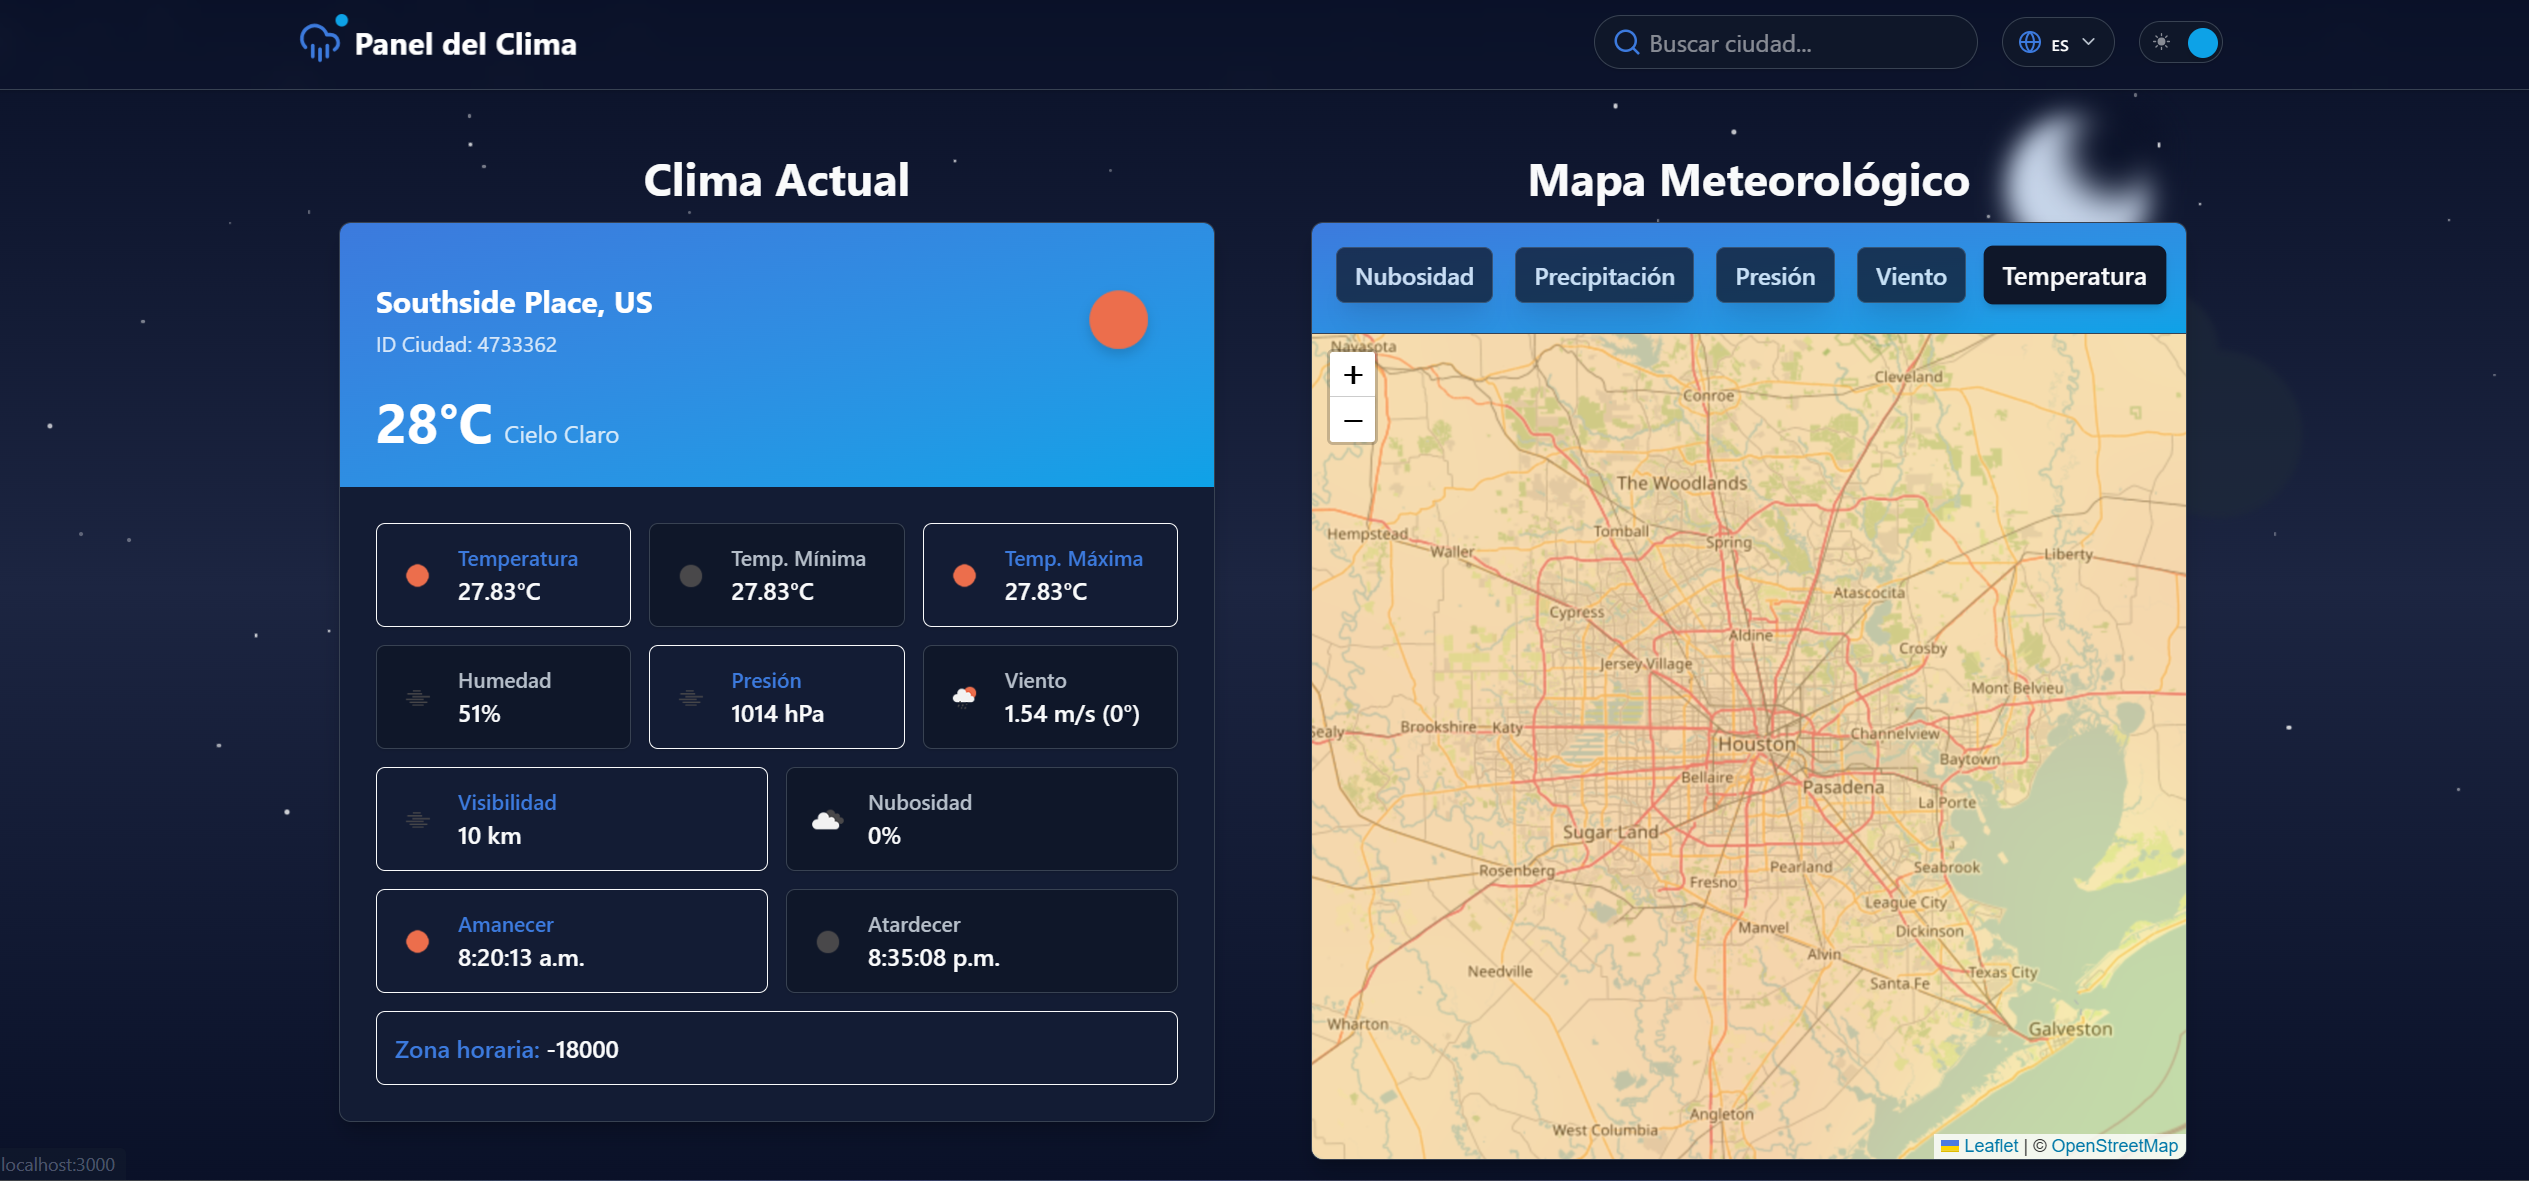 Panel del Clima
Buscar ciudad...
ES
Clima Actual
Southside Place, US
ID Ciudad: 4733362
28°C Cielo Claro
Temperatura
27.83°C
Temp. Mínima
27.83°C
Temp. Máxima
27.83°C
Humedad
51%
Presión
1014 hPa
Viento
1.54 m/s (0°)
Visibilidad
10 km
Nubosidad
0%
Amanecer
8:20:13 a.m.
Atardecer
8:35:08 p.m.
Zona horaria: -18000
Mapa Meteorológico
Nubosidad
Precipitación
Presión
Viento
Temperatura
+
−
Navasota
Cleveland
Conroe
The Woodlands
Hempstead
Tomball
Spring
Waller
Liberty
Atascocita
Cypress
Aldine
Crosby
Jersey Village
Mont Belvieu
Sealy
Brookshire
Katy
Channelview
Houston
Baytown
Bellaire
Pasadena
La Porte
Sugar Land
Rosenberg
Pearland
Seabrook
Fresno
League City
Manvel
Dickinson
Alvin
Needville
Texas City
Santa Fe
Wharton
Galveston
Angleton
West Columbia
Leaflet | © OpenStreetMap
localhost:3000